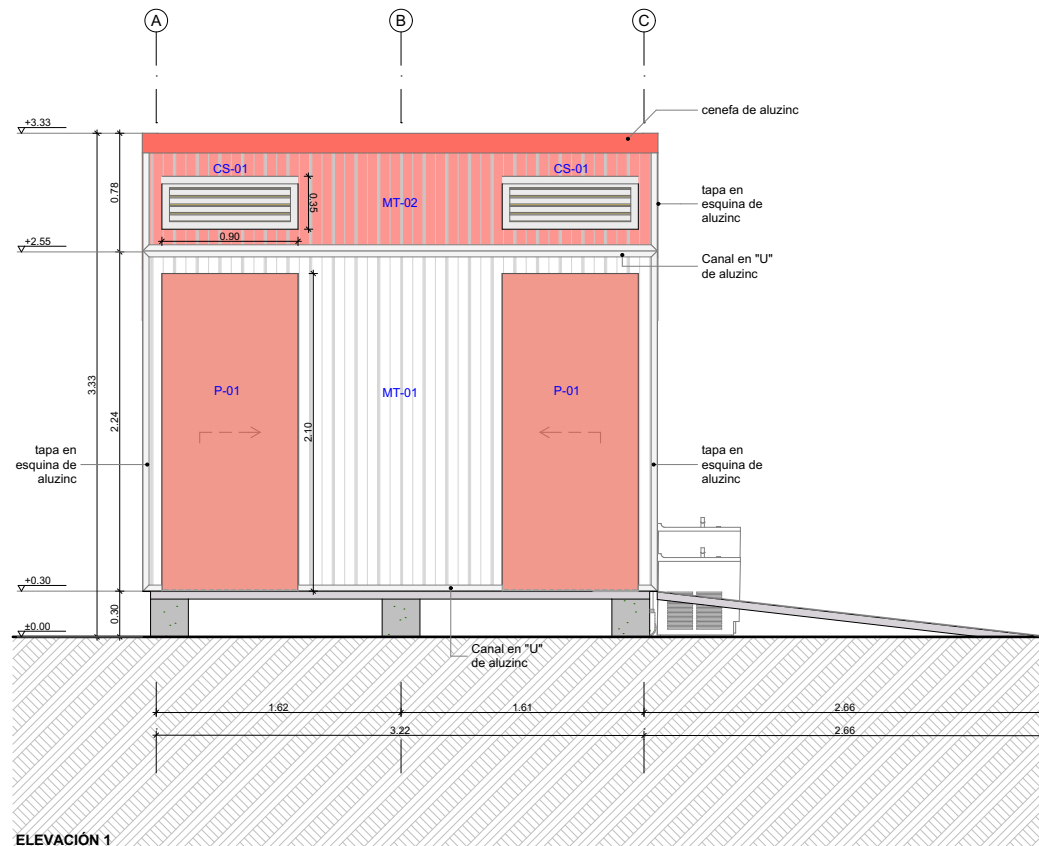 A
B
C
+3.33
cenefa de aluzinc
CS-01
CS-01
0.78
0.35
MT-02
tapa en
esquina de
aluzinc
0.90
+2.55
Canal en "U"
de aluzinc
3.33
2.24
P-01
MT-01
P-01
2.10
tapa en
esquina de
aluzinc
tapa en
esquina de
aluzinc
+0.30
0.30
+0.00
Canal en "U"
de aluzinc
1.62
1.61
2.66
3.22
2.66
ELEVACIÓN 1